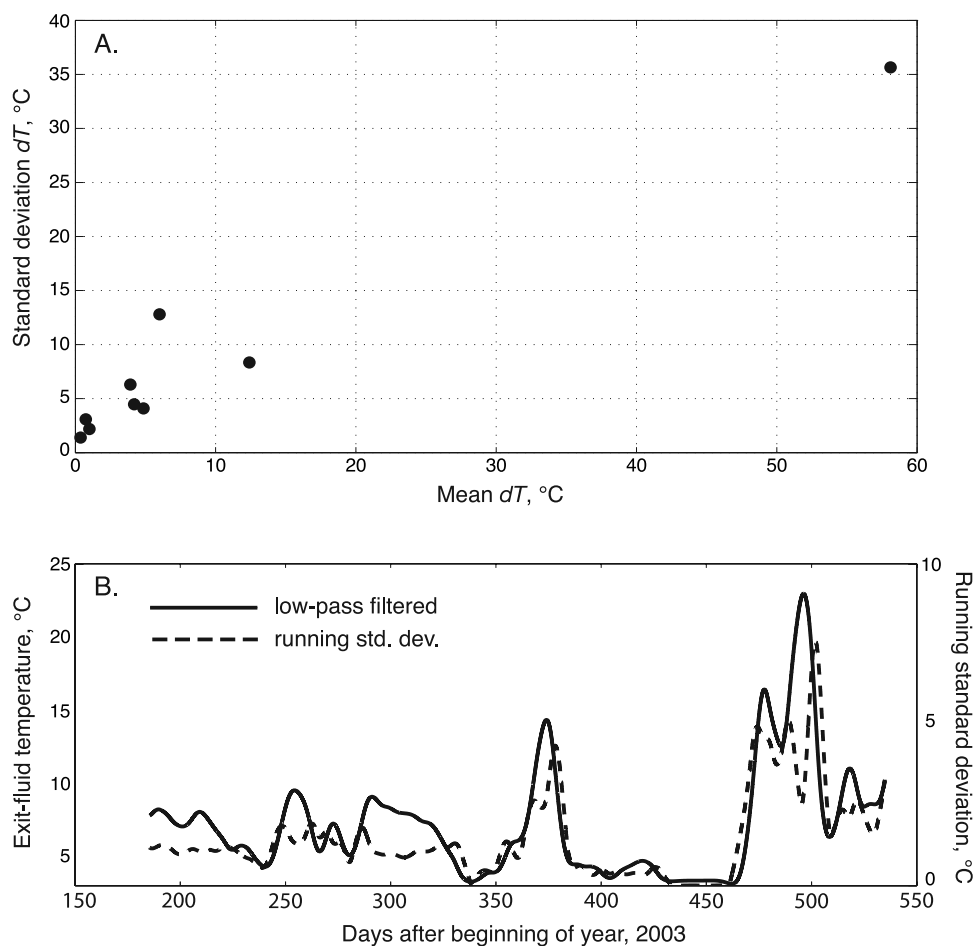 A.
Standard deviation dT, °C
40
35
30
25
20
15
10
5
0
0 10 20 30 40 50 60
Mean dT, °C
B.
low-pass filtered
running std. dev.
Exit-fluid temperature, °C
25
20
15
10
5
10
5
0
Running standard deviation, °C
150 200 250 300 350 400 450 500 550
Days after beginning of year, 2003